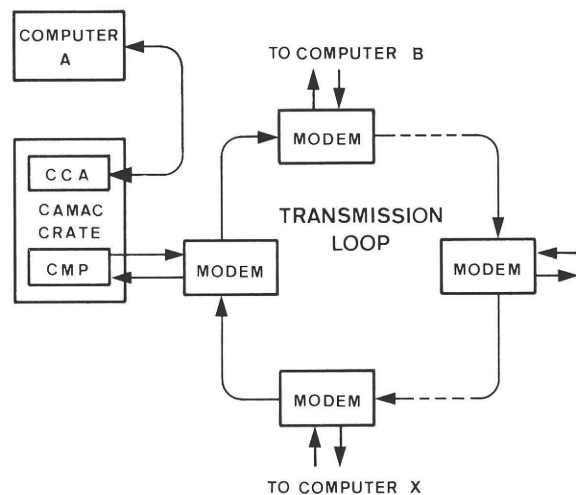 COMPUTER
A
TO COMPUTER B
MODEM
CCA
CAMAC
CRATE
CMP
MODEM
TRANSMISSION
LOOP
MODEM
MODEM
TO COMPUTER X